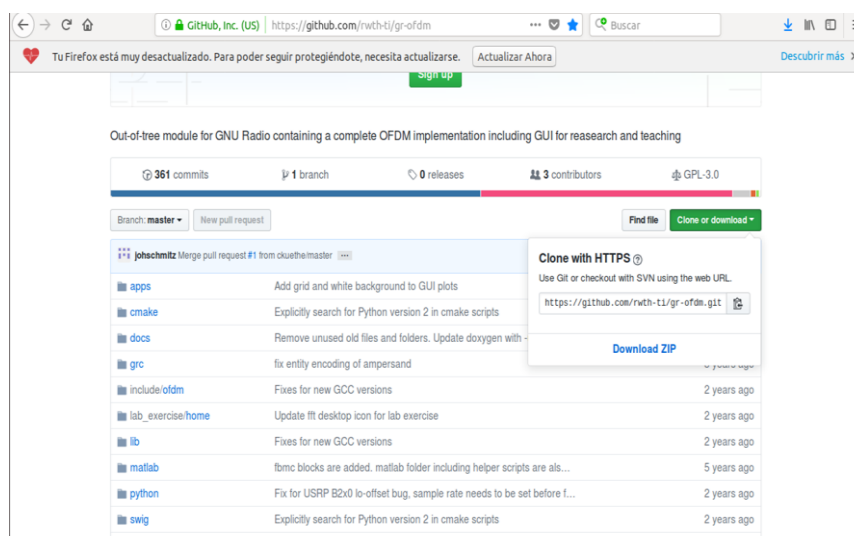 GitHub, Inc. (US) https://github.com/rwth-ti/gr-ofdm ... Buscar
Tu Firefox está muy desactualizado. Para poder seguir protegiéndote, necesita actualizarse. Actualizar Ahora Descubrir más
Sign up
Out-of-tree module for GNU Radio containing a complete OFDM implementation including GUI for reasearch and teaching
361 commits 1 branch 0 releases 3 contributors GPL-3.0
Branch: master New pull request Find file Clone or download
johschmitz Merge pull request #1 from ckuethe/master ...
Clone with HTTPS ?
Use Git or checkout with SVN using the web URL.
https://github.com/rwth-ti/gr-ofdm.git
Download ZIP
apps Add grid and white background to GUI plots
cmake Explicitly search for Python version 2 in cmake scripts
docs Remove unused old files and folders. Update doxygen with -
grc fix entity encoding of ampersand years ago
include/ofdm Fixes for new GCC versions 2 years ago
lab_exercise/home Update fft desktop icon for lab exercise 2 years ago
lib Fixes for new GCC versions 2 years ago
matlab fbmc blocks are added. matlab folder including helper scripts are als... 5 years ago
python Fix for USRP B2x0 lo-offset bug, sample rate needs to be set before f... 2 years ago
swig Explicitly search for Python version 2 in cmake scripts 2 years ago